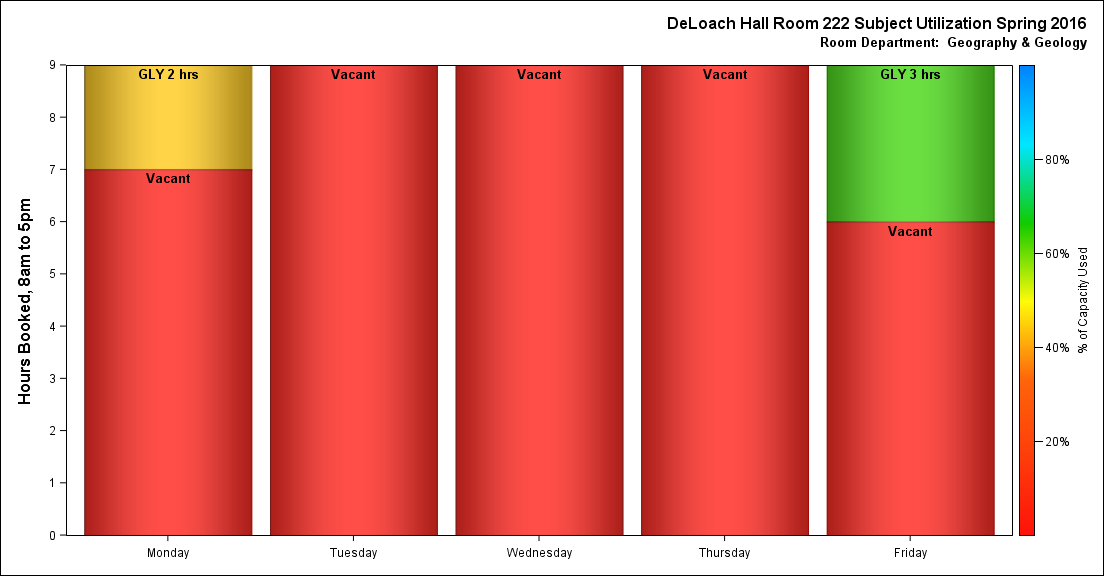 DeLoach Hall Room 222 Subject Utilization Spring 2016
Room Department:  Geography & Geology
Hours Booked, 8am to 5pm
9
8
7
6
5
4
3
2
1
0
GLY 2 hrs
Vacant
Vacant
Vacant
Vacant
GLY 3 hrs
Vacant
Monday
Tuesday
Wednesday
Thursday
Friday
80%
60%
40%
20%
% of Capacity Used